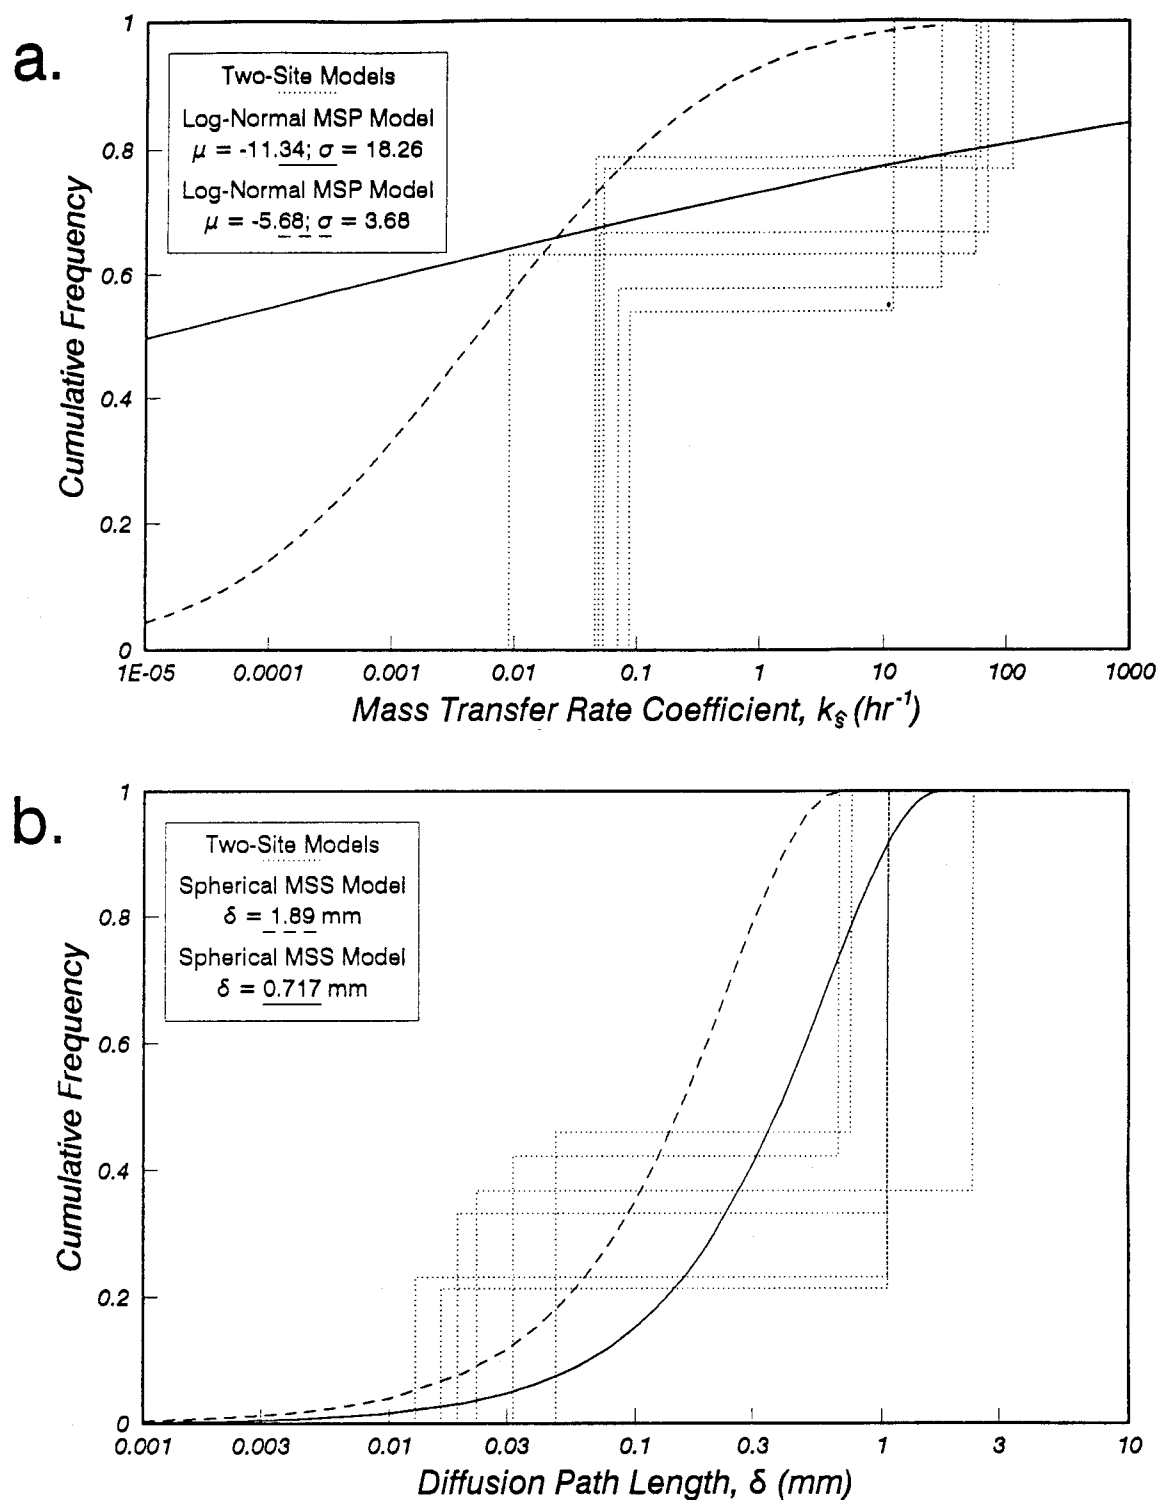 a.
1
0.8
0.6
0.4
0.2
0
Cumulative Frequency
Two-Site Models
Log-Normal MSP Model
μ = -11.34; σ = 18.26
Log-Normal MSP Model
μ = -5.68; σ = 3.68
1E-05 0.0001 0.001 0.01 0.1 1 10 100 1000
Mass Transfer Rate Coefficient, kŝ (hr⁻¹)
b.
1
0.8
0.6
0.4
0.2
0
Cumulative Frequency
Two-Site Models
Spherical MSS Model
δ = 1.89 mm
Spherical MSS Model
δ = 0.717 mm
0.001 0.003 0.01 0.03 0.1 0.3 1 3 10
Diffusion Path Length, δ (mm)